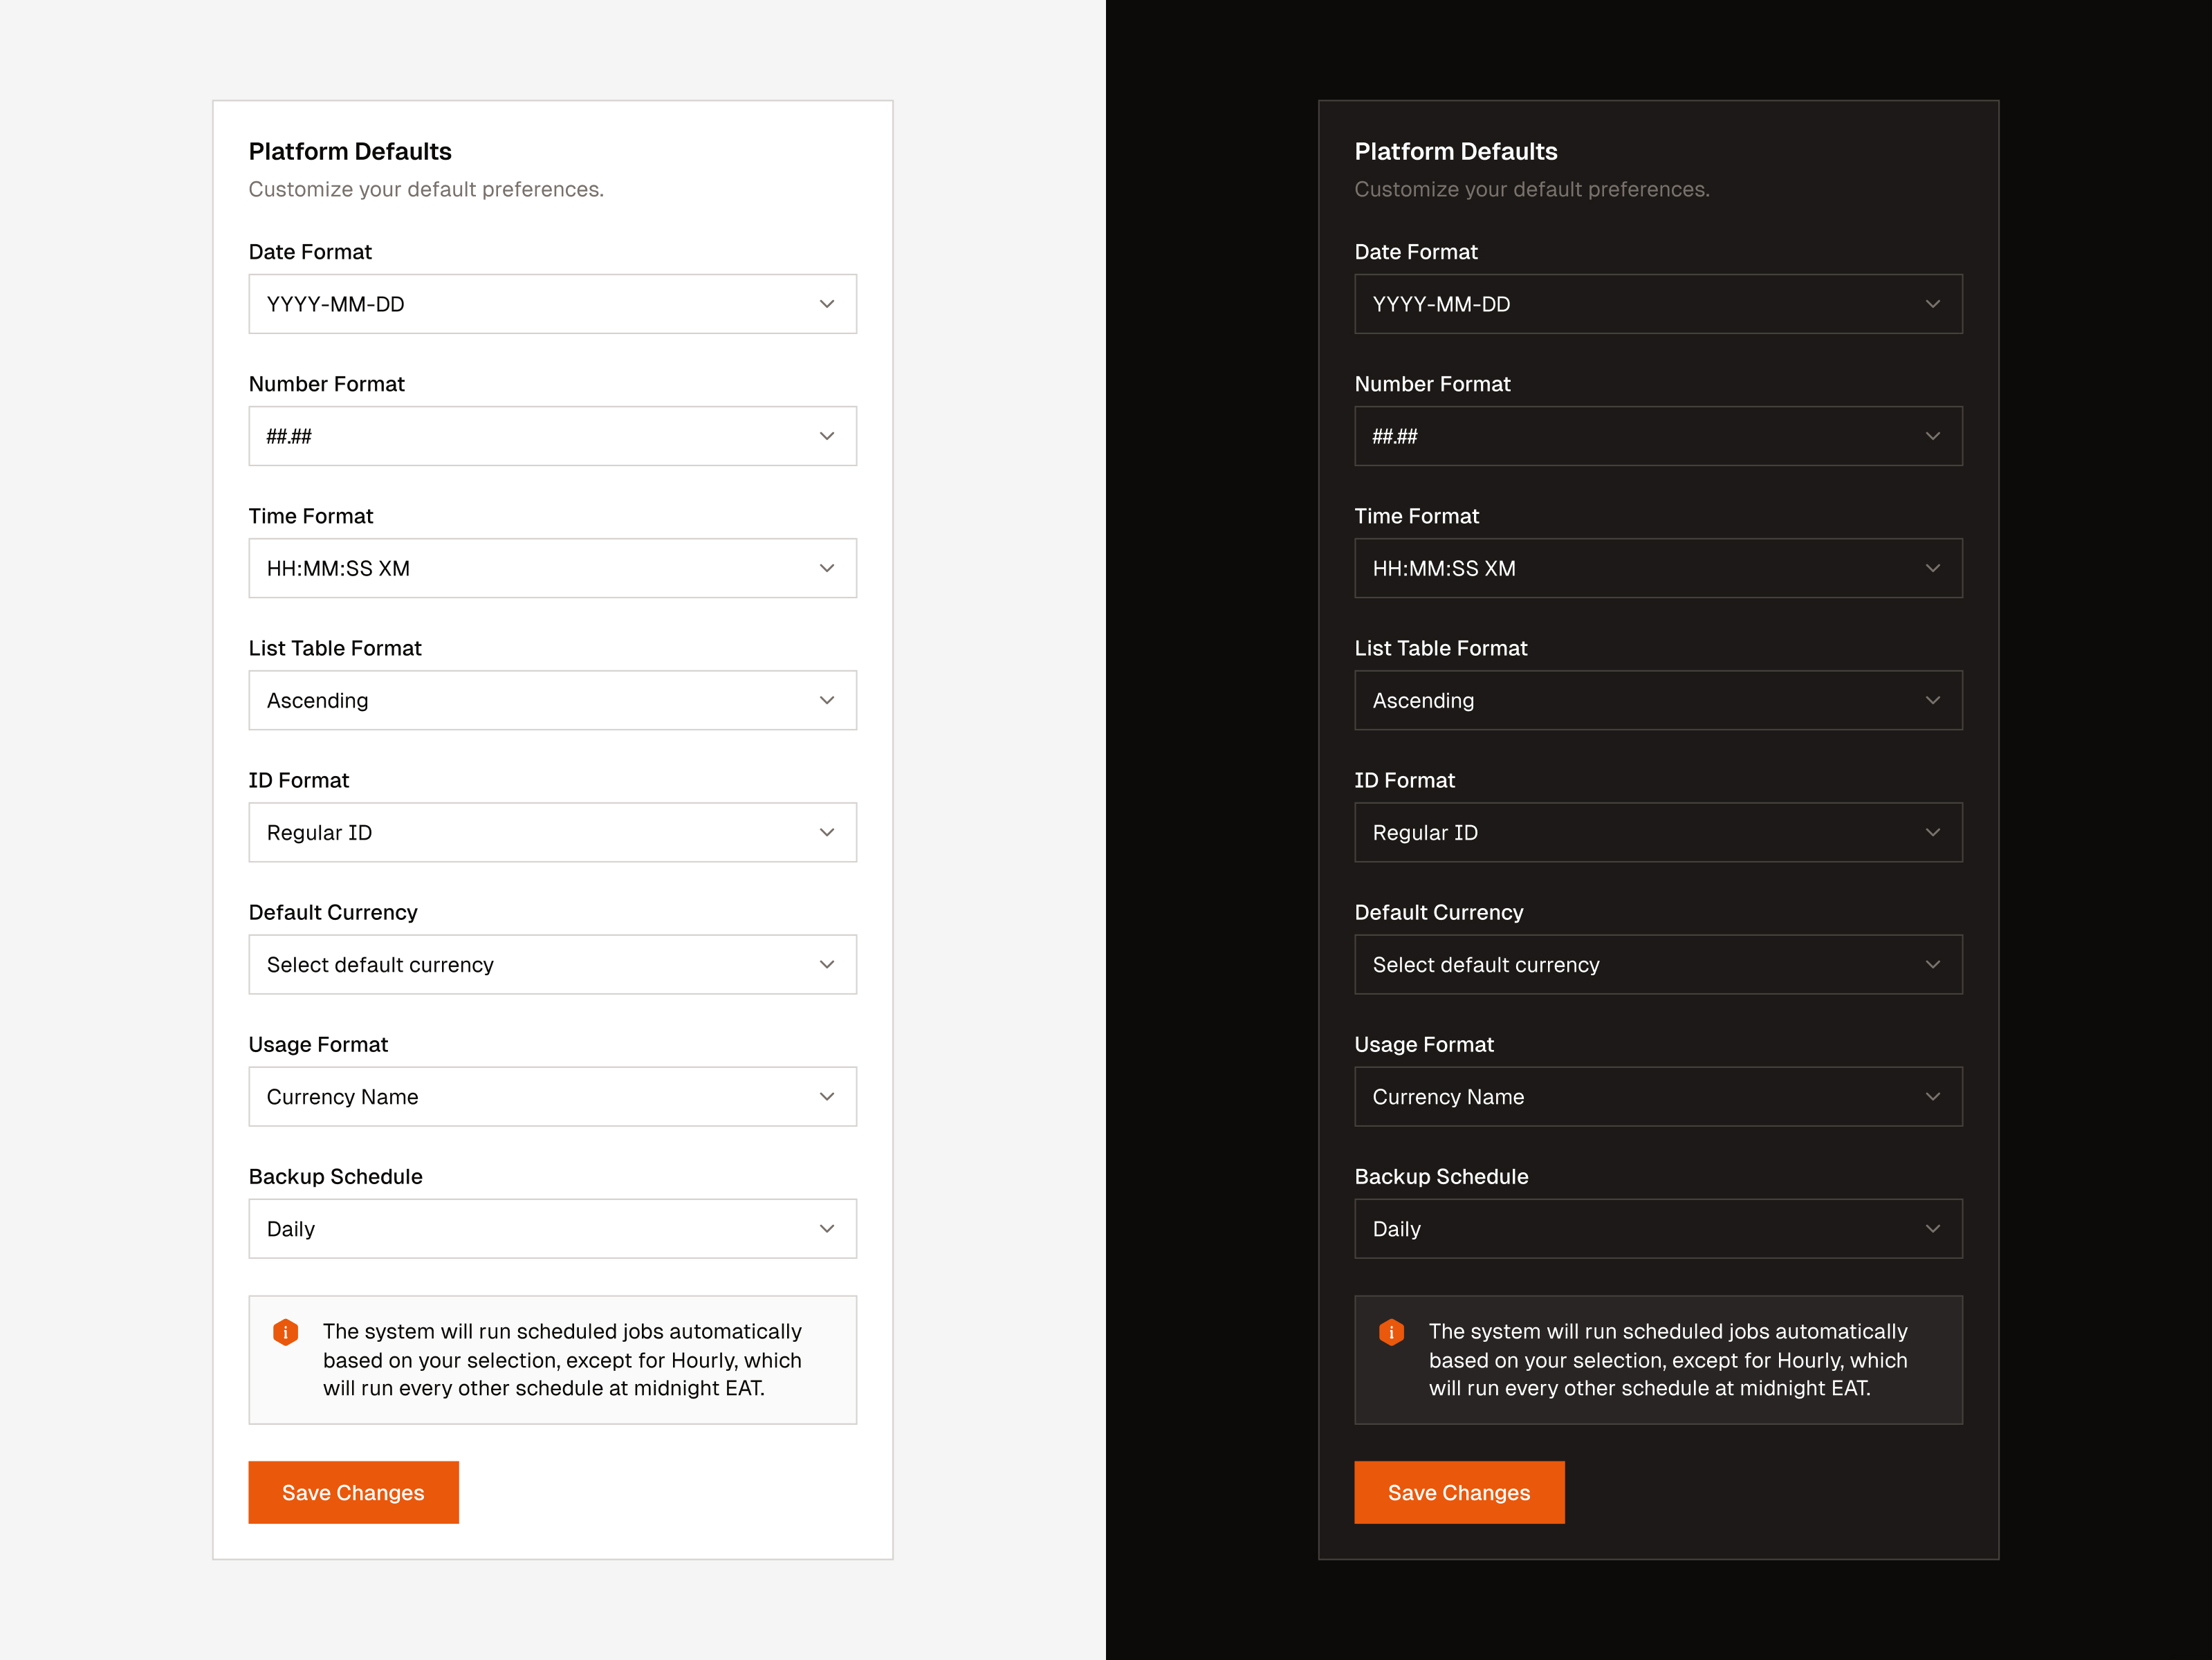 Platform Defaults
Customize your default preferences.
Date Format
YYYY-MM-DD
Number Format
##.##
Time Format
HH:MM:SS XM
List Table Format
Ascending
ID Format
Regular ID
Default Currency
Select default currency
Usage Format
Currency Name
Backup Schedule
Daily
i
The system will run scheduled jobs automatically
based on your selection, except for Hourly, which
will run every other schedule at midnight EAT.
Save Changes
Platform Defaults
Customize your default preferences.
Date Format
YYYY-MM-DD
Number Format
##.##
Time Format
HH:MM:SS XM
List Table Format
Ascending
ID Format
Regular ID
Default Currency
Select default currency
Usage Format
Currency Name
Backup Schedule
Daily
i
The system will run scheduled jobs automatically
based on your selection, except for Hourly, which
will run every other schedule at midnight EAT.
Save Changes